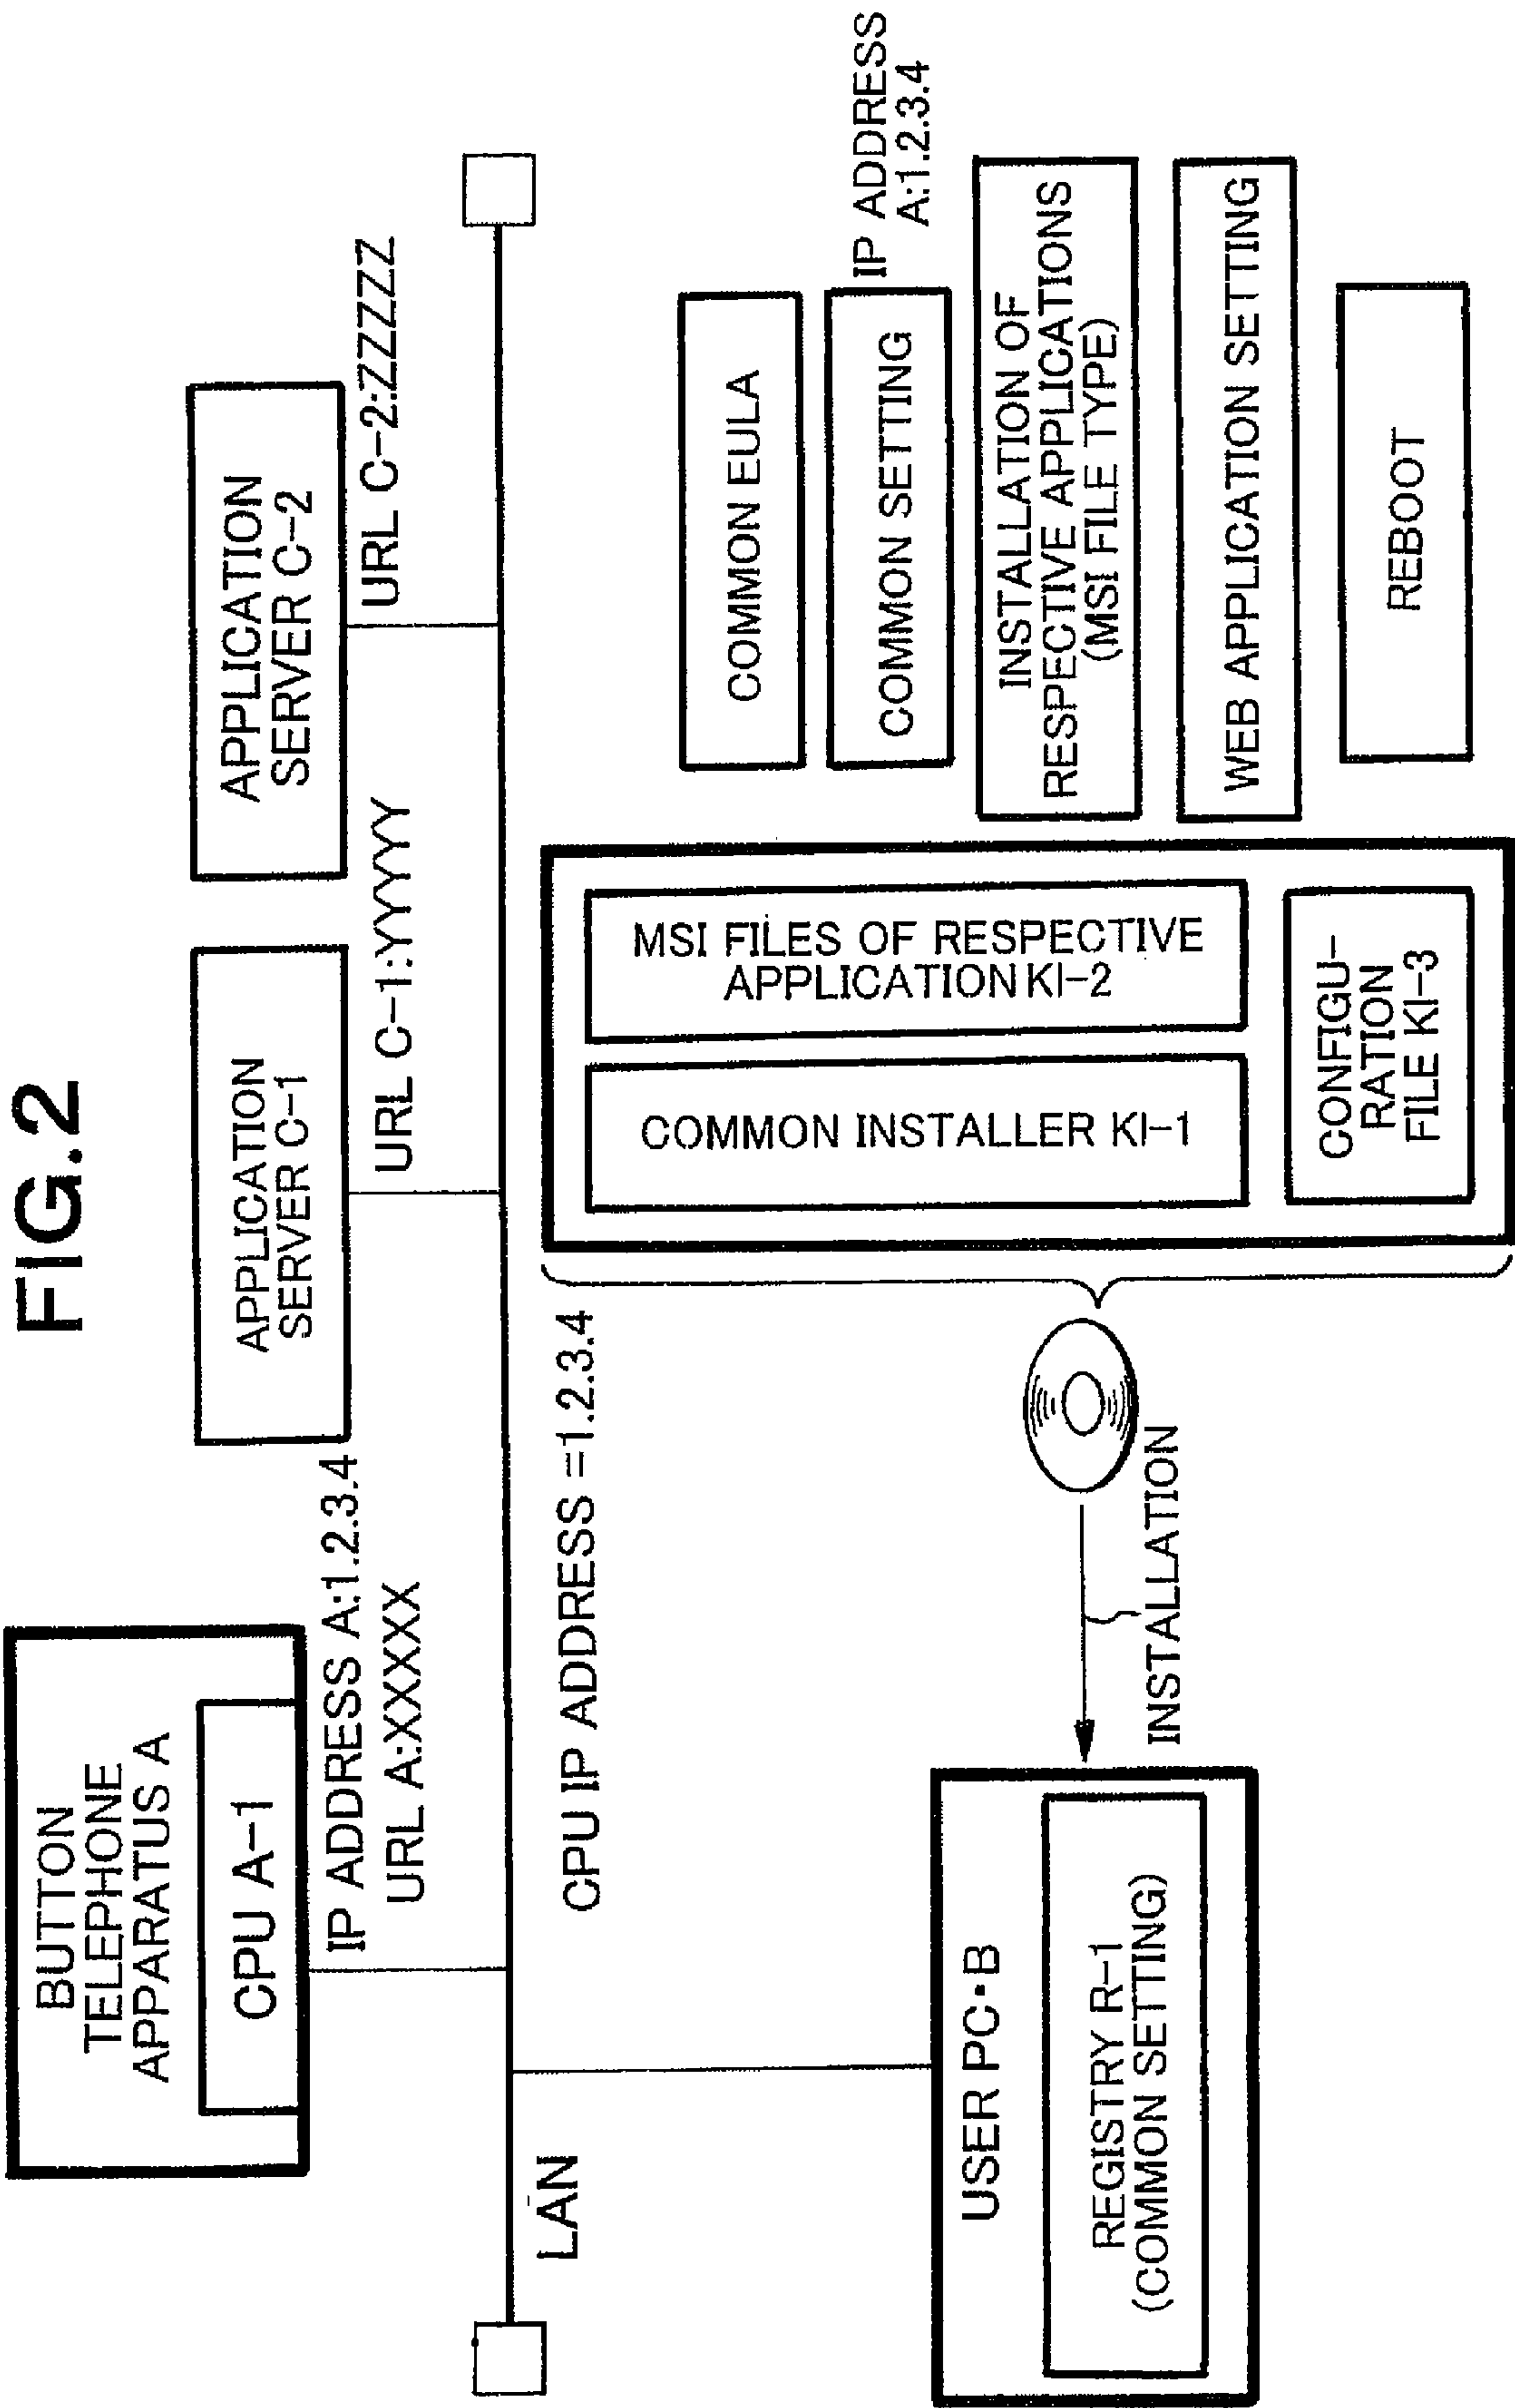 FIG.2
BUTTON
TELEPHONE
APPARATUS A
CPU A-1
IP ADDRESS A:1.2.3.4
URL A:XXXXX
APPLICATION
SERVER C-1
URL C-1:YYYYY
APPLICATION
SERVER C-2
URL C-2:ZZZZZ
LAN
CPU IP ADDRESS =1.2.3.4
USER PC·B
REGISTRY R-1
(COMMON SETTING)
INSTALLATION
MSI FILES OF RESPECTIVE
APPLICATION KI-2
COMMON INSTALLER KI-1
CONFIGU-
RATION
FILE KI-3
COMMON EULA
COMMON SETTING
IP ADDRESS
A:1.2.3.4
INSTALLATION OF
RESPECTIVE APPLICATIONS
(MSI FILE TYPE)
WEB APPLICATION SETTING
REBOOT